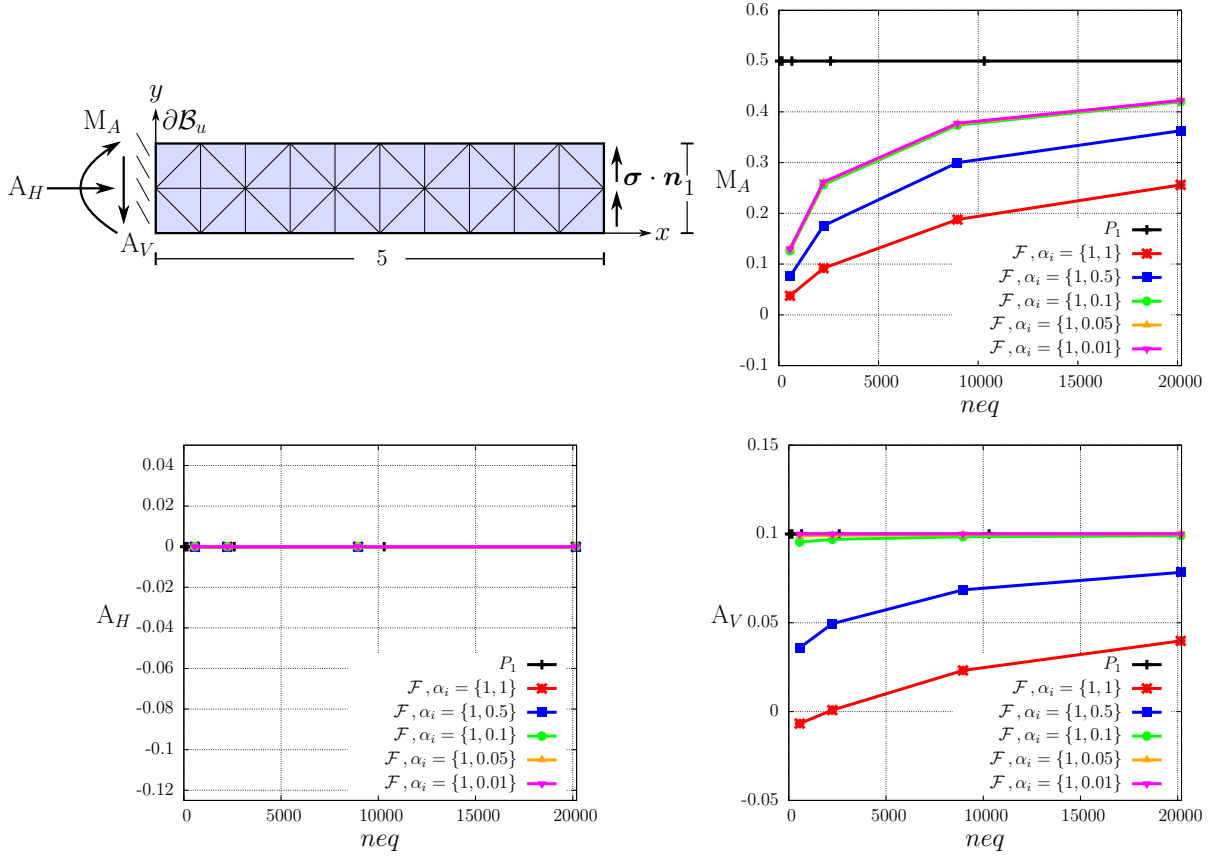 y
∂𝓑_u
M_A
A_H
A_V
σ · n
1
x
5
0.6
0.5
0.4
0.3
0.2
0.1
0
-0.1
M_A
P_1
𝓕, α_i = {1, 1}
𝓕, α_i = {1, 0.5}
𝓕, α_i = {1, 0.1}
𝓕, α_i = {1, 0.05}
𝓕, α_i = {1, 0.01}
0 5000 10000 15000 20000
neq
0.04
0.02
0
-0.02
-0.04
-0.06
-0.08
-0.1
-0.12
A_H
P_1
𝓕, α_i = {1, 1}
𝓕, α_i = {1, 0.5}
𝓕, α_i = {1, 0.1}
𝓕, α_i = {1, 0.05}
𝓕, α_i = {1, 0.01}
0 5000 10000 15000 20000
neq
0.15
0.1
0.05
0
-0.05
A_V
P_1
𝓕, α_i = {1, 1}
𝓕, α_i = {1, 0.5}
𝓕, α_i = {1, 0.1}
𝓕, α_i = {1, 0.05}
𝓕, α_i = {1, 0.01}
0 5000 10000 15000 20000
neq